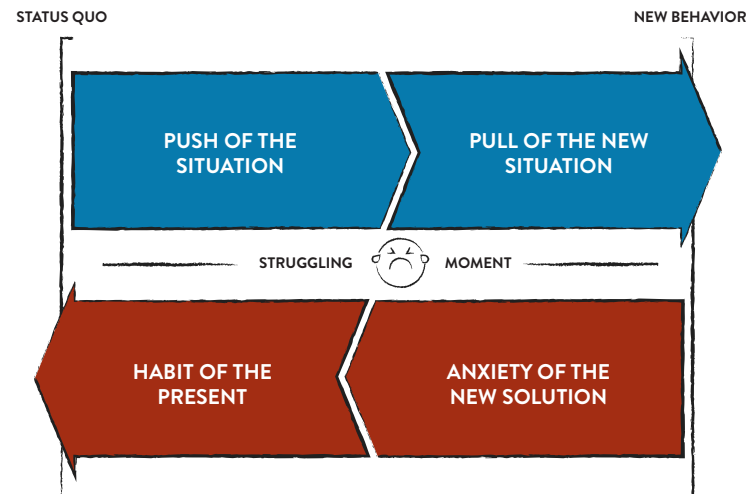 STATUS QUO
NEW BEHAVIOR
PUSH OF THE
SITUATION
PULL OF THE NEW
SITUATION
STRUGGLING MOMENT
HABIT OF THE
PRESENT
ANXIETY OF THE
NEW SOLUTION